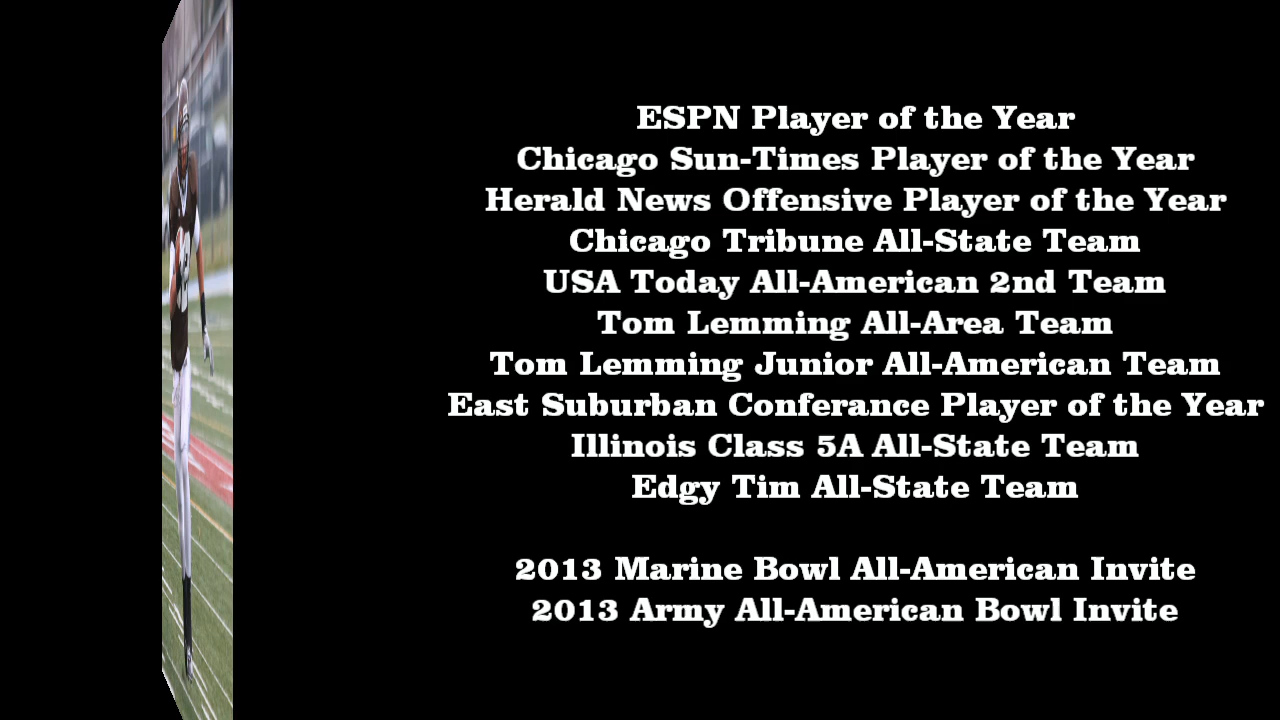 ESPN Player of the Year
Chicago Sun-Times Player of the Year
Herald News Offensive Player of the Year
Chicago Tribune All-State Team
USA Today All-American 2nd Team
Tom Lemming All-Area Team
Tom Lemming Junior All-American Team
East Suburban Conferance Player of the Year
Illinois Class 5A All-State Team
Edgy Tim All-State Team
2013 Marine Bowl All-American Invite
2013 Army All-American Bowl Invite